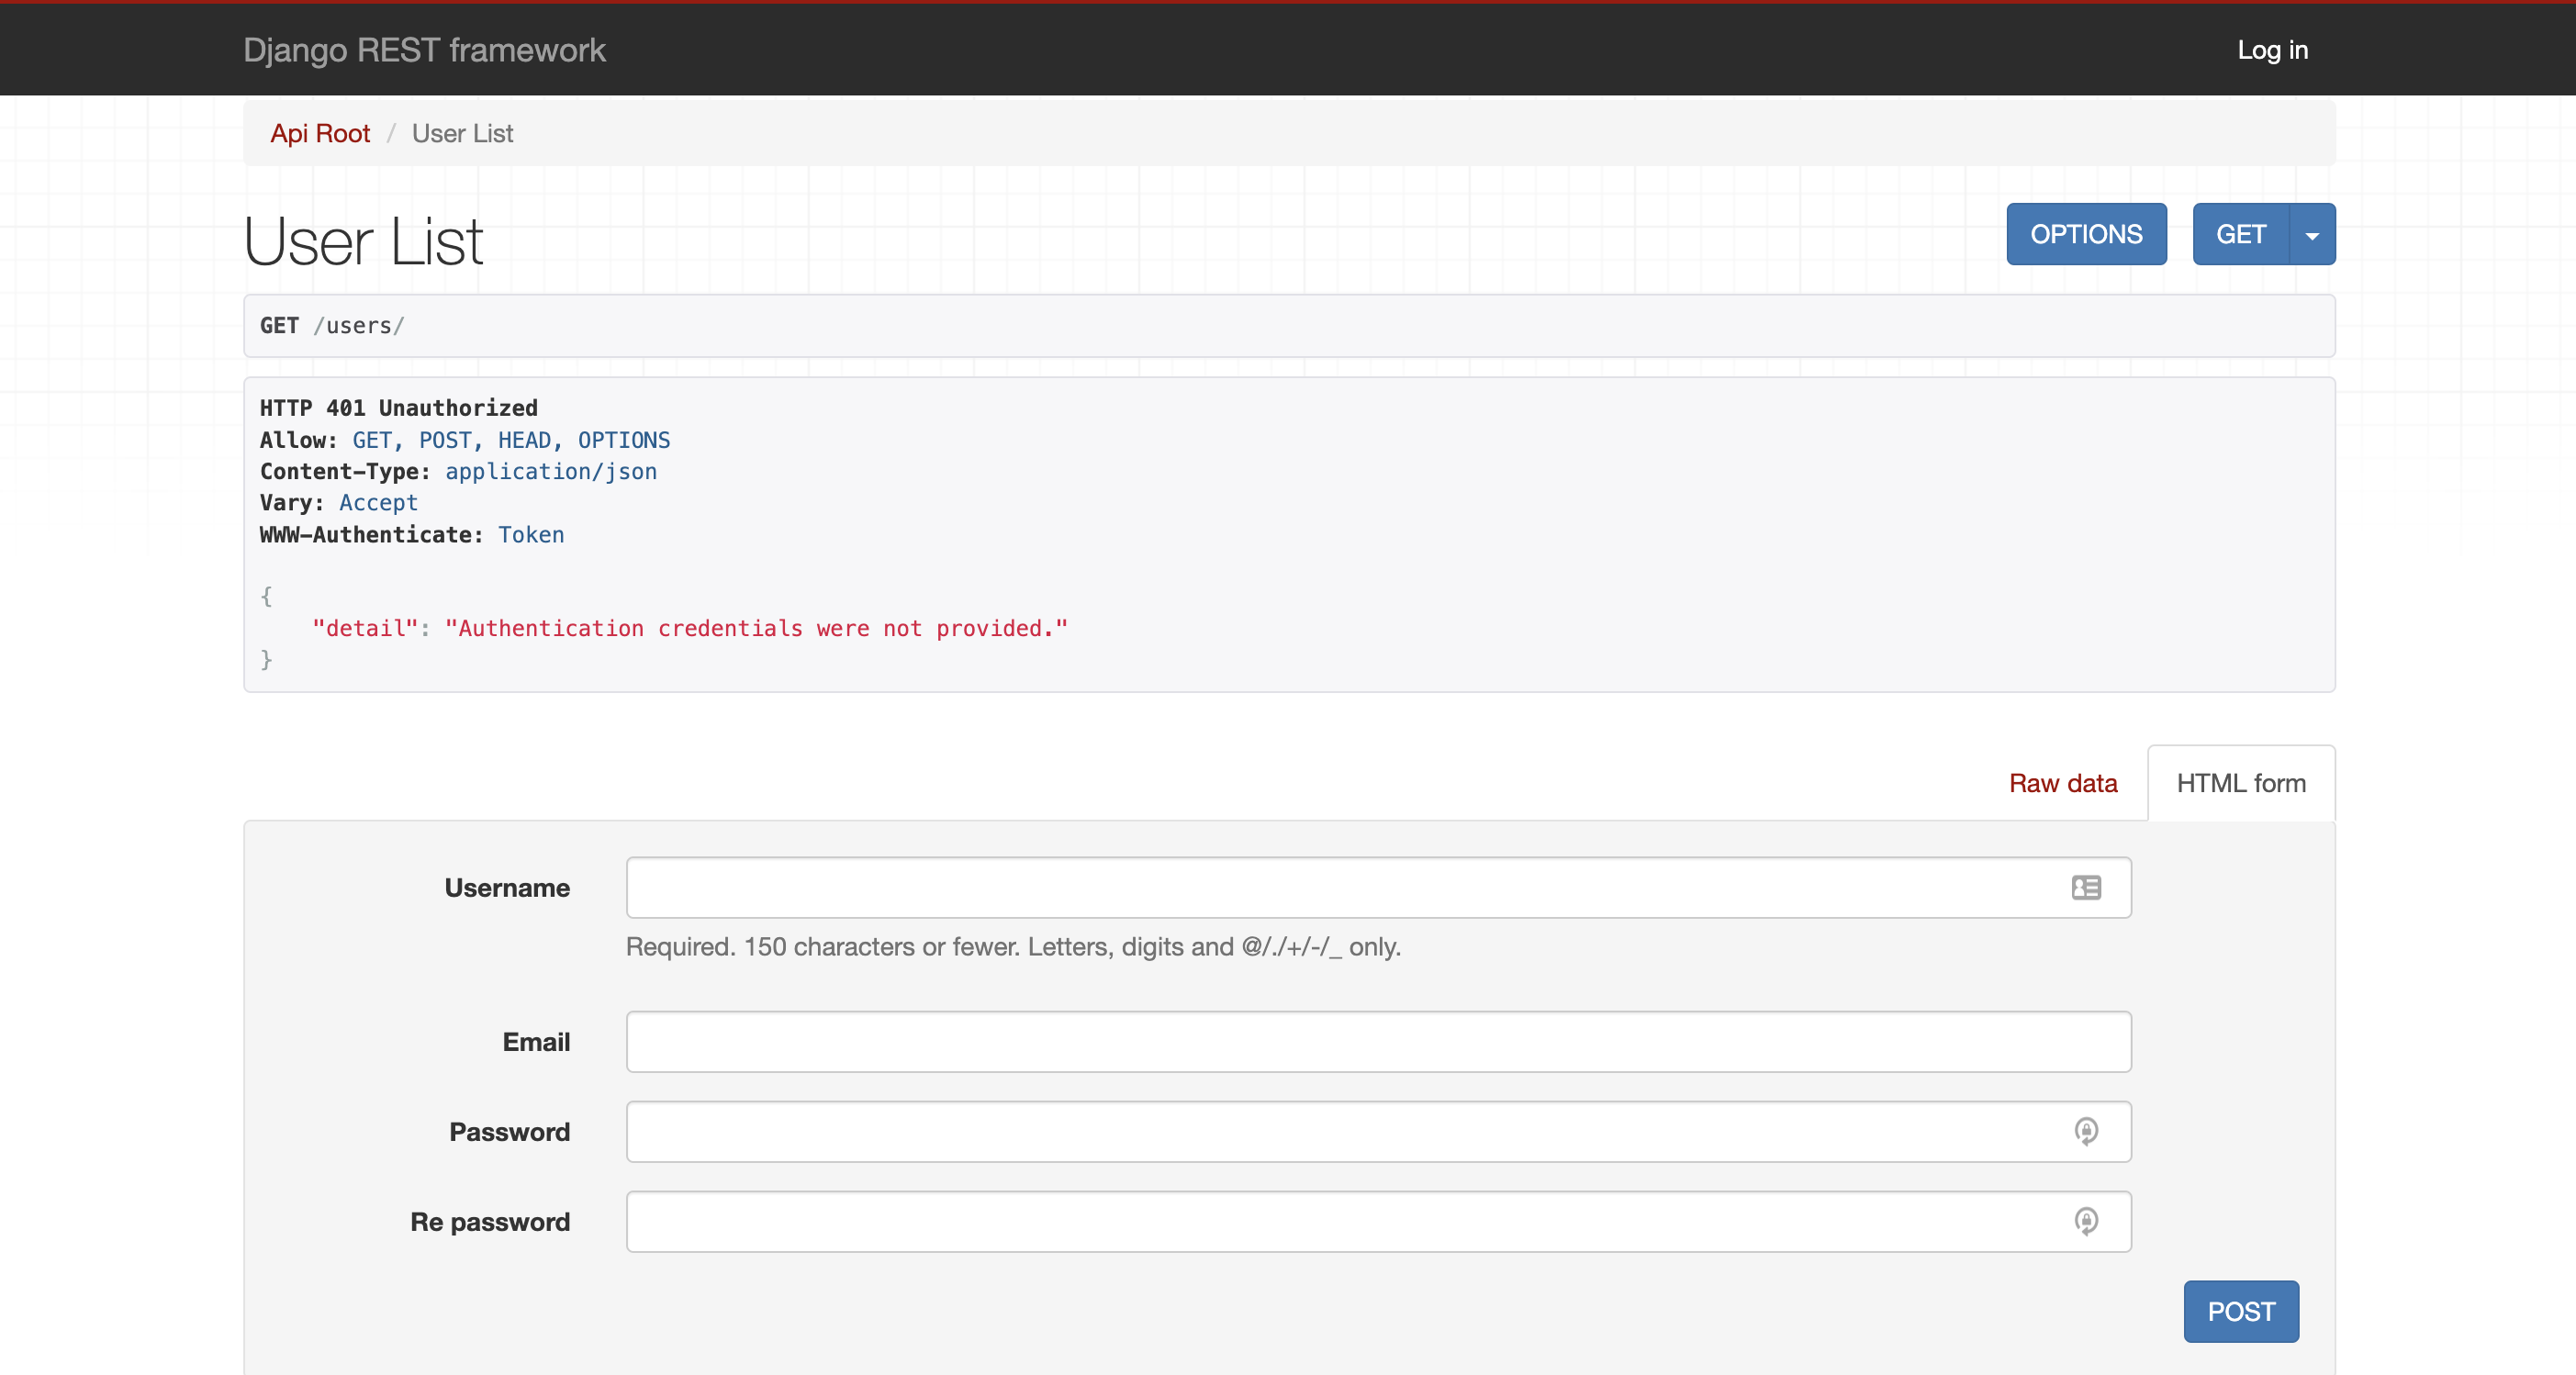 Django REST framework
Log in
Api Root / User List
User List
OPTIONS
GET
GET /users/
HTTP 401 Unauthorized
Allow: GET, POST, HEAD, OPTIONS
Content-Type: application/json
Vary: Accept
WWW-Authenticate: Token
{
    "detail": "Authentication credentials were not provided."
}
Raw data
HTML form
Username
Required. 150 characters or fewer. Letters, digits and @/./+/-/_ only.
Email
Password
Re password
POST